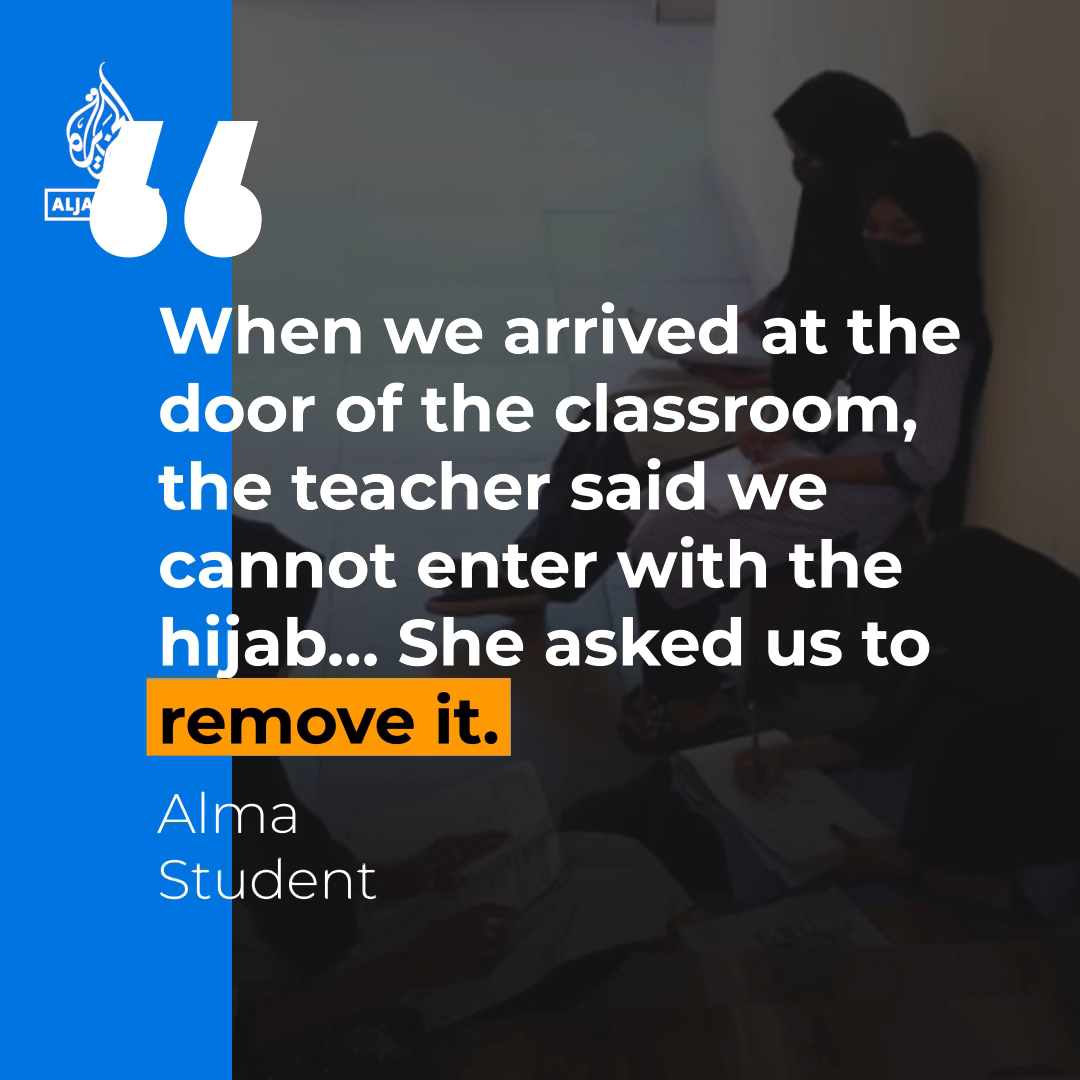 ALJA
“
When we arrived at the
door of the classroom,
the teacher said we
cannot enter with the
hijab... She asked us to
remove it.
Alma
Student